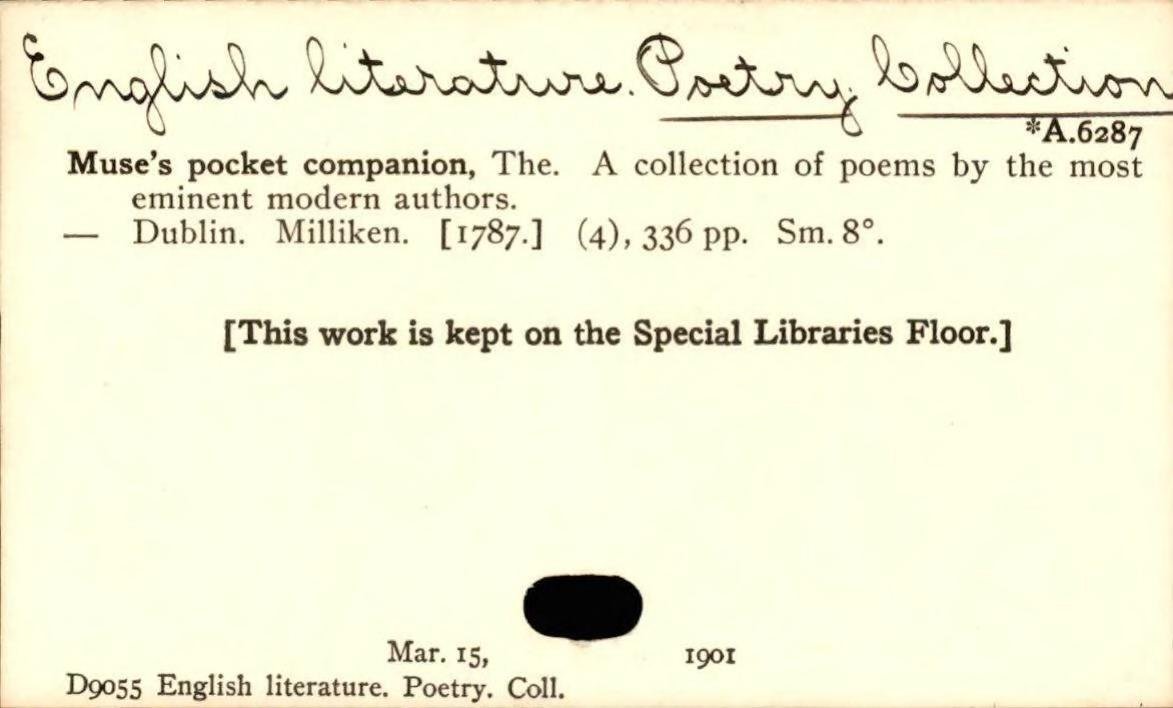 English literature. Poetry. Collection
*A.6287
Muse's pocket companion, The. A collection of poems by the most
eminent modern authors.
— Dublin. Milliken. [1787.] (4), 336 pp. Sm. 8°.
[This work is kept on the Special Libraries Floor.]
Mar. 15, 1901
D9055 English literature. Poetry. Coll.